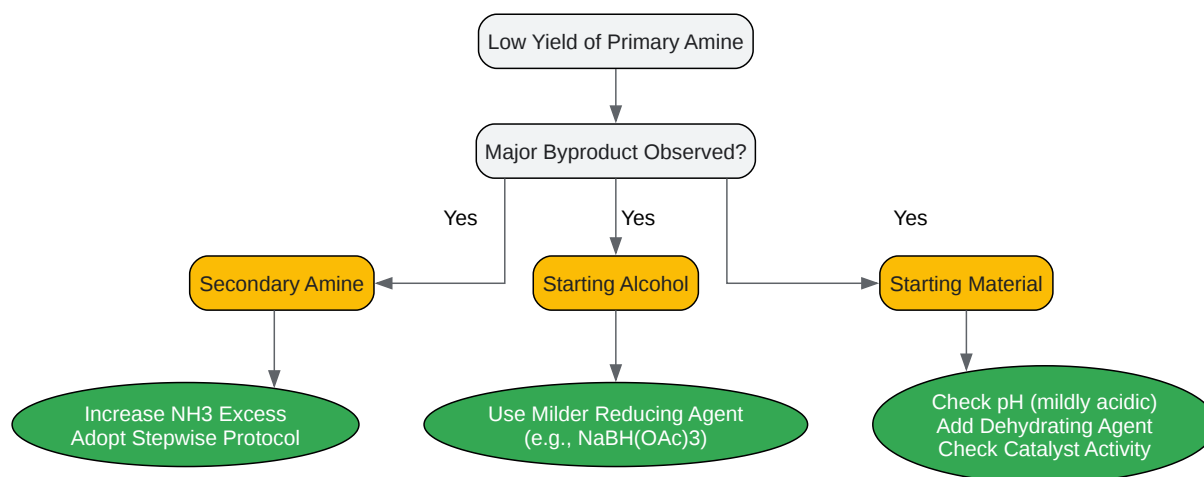 Low Yield of Primary Amine
Major Byproduct Observed?
Yes
Yes
Yes
Secondary Amine
Starting Alcohol
Starting Material
Increase NH3 Excess
Adopt Stepwise Protocol
Use Milder Reducing Agent
(e.g., NaBH(OAc)3)
Check pH (mildly acidic)
Add Dehydrating Agent
Check Catalyst Activity